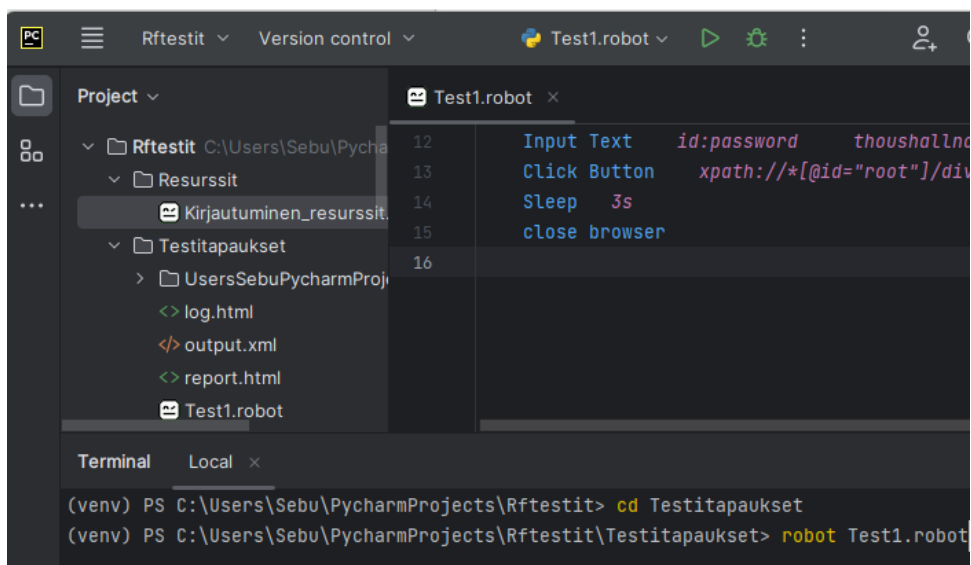 PC Rftestit Version control Test1.robot
Project
Test1.robot
Rftestit C:\Users\Sebu\Pycha
Resurssit
Kirjautuminen_resurssit.
Testitapaukset
UsersSebuPycharmProj
log.html
output.xml
report.html
Test1.robot
12 Input Text id:password thoushallno
13 Click Button xpath://*[@id="root"]/div
14 Sleep 3s
15 close browser
16
Terminal Local
(venv) PS C:\Users\Sebu\PycharmProjects\Rftestit> cd Testitapaukset
(venv) PS C:\Users\Sebu\PycharmProjects\Rftestit\Testitapaukset> robot Test1.robot